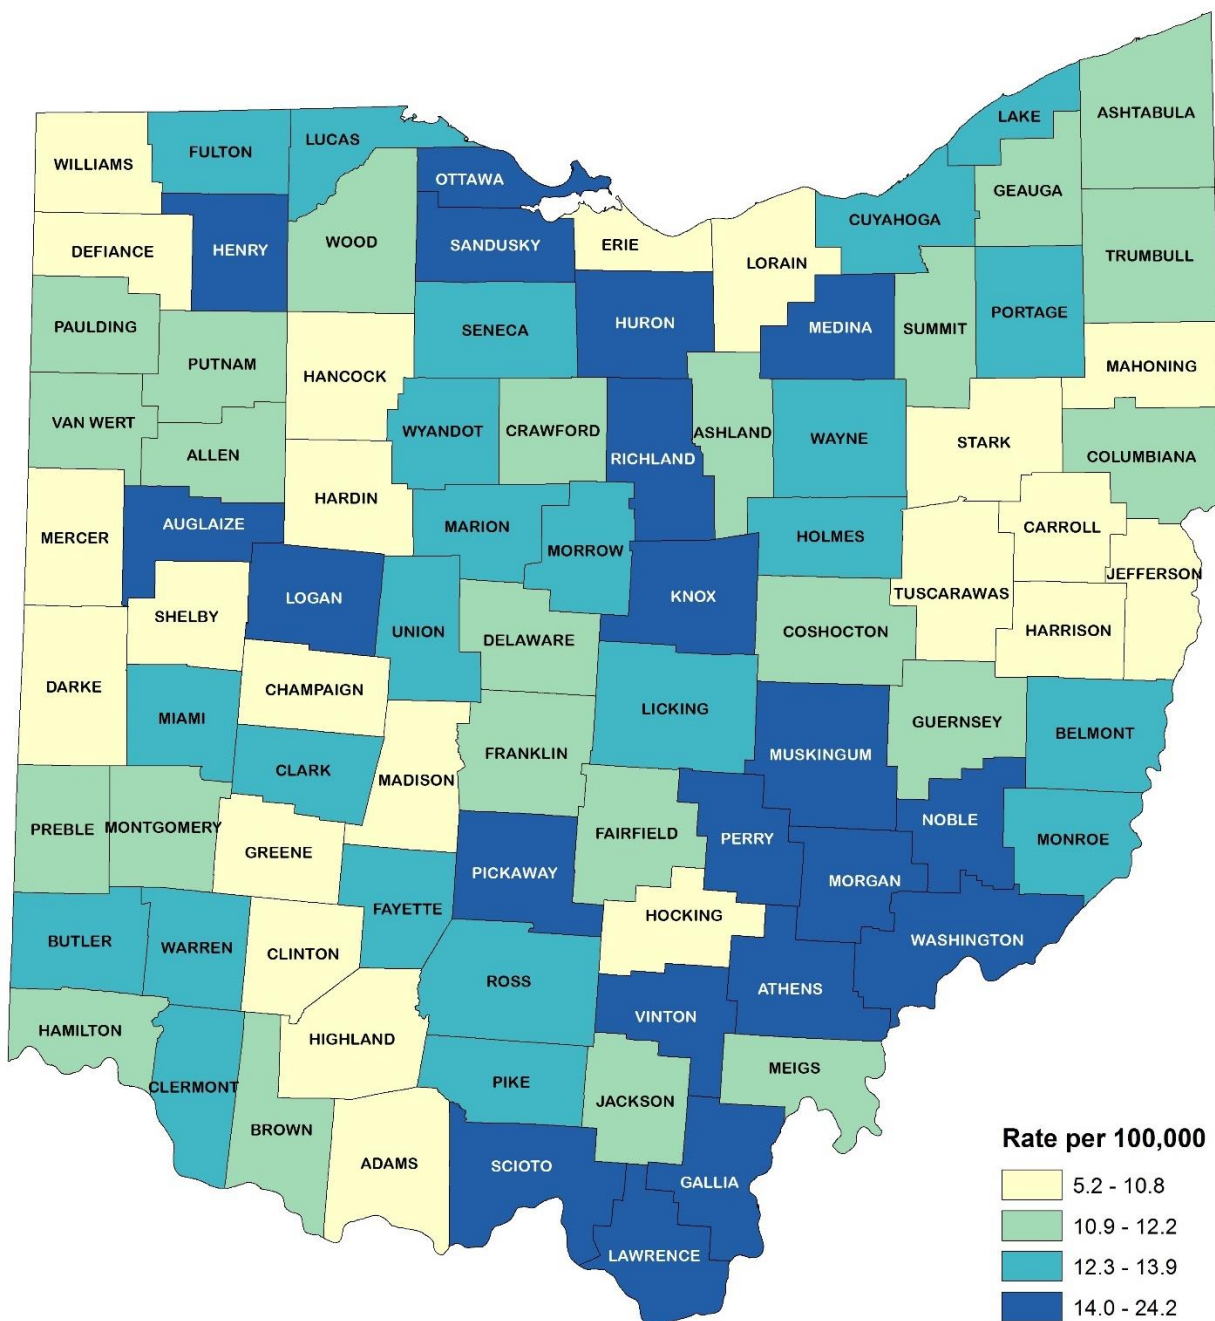 ASHTABULA
LAKE
LUCAS
FULTON
WILLIAMS
OTTAWA
GEAUGA
CUYAHOGA
WOOD
SANDUSKY
ERIE
HENRY
DEFIANCE
LORAIN
TRUMBULL
PORTAGE
HURON
MEDINA
SUMMIT
SENECA
PAULDING
PUTNAM
HANCOCK
MAHONING
VAN WERT
WYANDOT
CRAWFORD
ASHLAND
WAYNE
STARK
ALLEN
RICHLAND
COLUMBIANA
HARDIN
AUGLAIZE
MARION
MERCER
MORROW
HOLMES
CARROLL
JEFFERSON
LOGAN
KNOX
TUSCARAWAS
SHELBY
UNION
DELAWARE
COSHOCTON
HARRISON
DARKE
CHAMPAIGN
MIAMI
LICKING
GUERNSEY
BELMONT
CLARK
MADISON
FRANKLIN
MUSKINGUM
PREBLE
MONTGOMERY
GREENE
FAIRFIELD
PERRY
NOBLE
MONROE
PICKAWAY
MORGAN
FAYETTE
HOCKING
BUTLER
WARREN
CLINTON
WASHINGTON
ROSS
ATHENS
VINTON
HAMILTON
HIGHLAND
CLERMONT
PIKE
MEIGS
JACKSON
BROWN
ADAMS
SCIOTO
GALLIA
LAWRENCE
Rate per 100,000
5.2 - 10.8
10.9 - 12.2
12.3 - 13.9
14.0 - 24.2